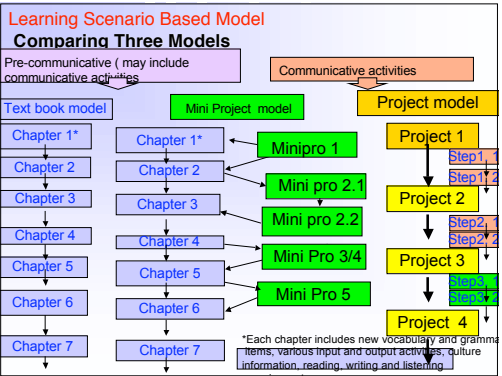 Learning Scenario Based Model
Comparing Three Models
Pre-communicative ( may include
communicative activities
Communicative activities
Text book model
Mini Project model
Project model
Chapter 1*
Chapter 2
Chapter 3
Chapter 4
Chapter 5
Chapter 6
Chapter 7
Chapter 1*
Chapter 2
Chapter 3
Chapter 4
Chapter 5
Chapter 6
Chapter 7
Minipro 1
Mini pro 2.1
Mini pro 2.2
Mini Pro 3/4
Mini Pro 5
Project 1
Step1, 1
Step1, 2
Project 2
Step2, 1
Step2, 2
Project 3
Step3, 1
Step3, 2
Project 4
*Each chapter includes new vocabulary and gramma
items, various input and output activities, culture
information, reading, writing and listening